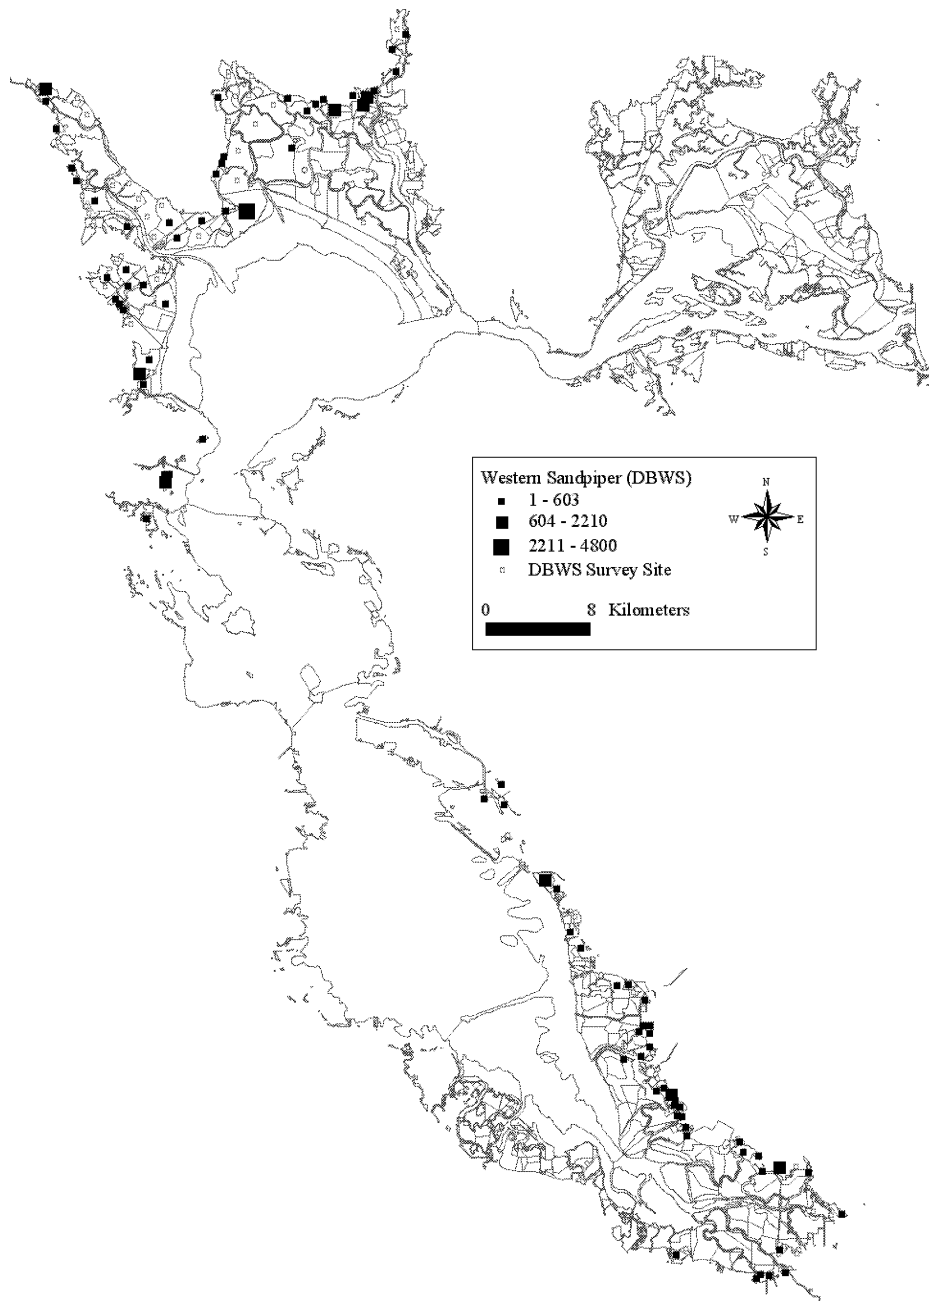 Western Sandpiper (DBWS)
1 - 603
604 - 2210
2211 - 4800
DBWS Survey Site
0 8 Kilometers
N
W E
S